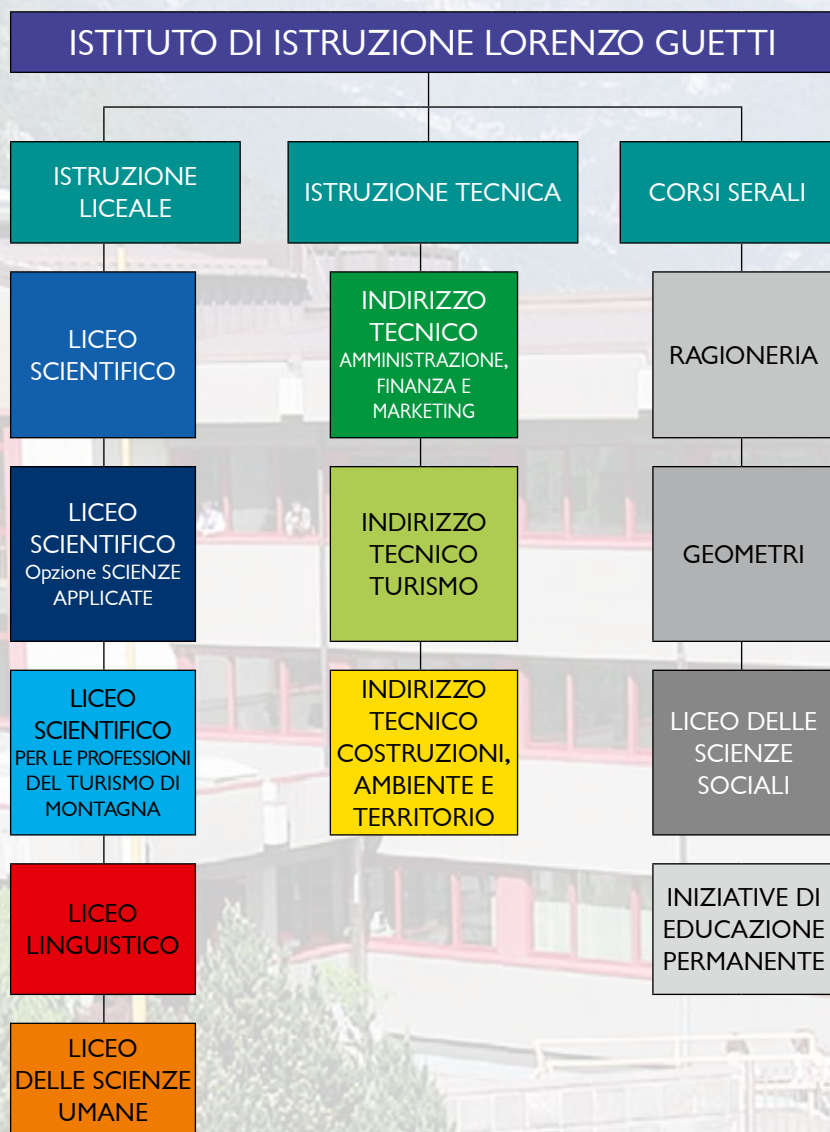 ISTITUTO DI ISTRUZIONE LORENZO GUETTI
ISTRUZIONE
LICEALE
ISTRUZIONE TECNICA
CORSI SERALI
LICEO
SCIENTIFICO
LICEO
SCIENTIFICO
Opzione SCIENZE
APPLICATE
LICEO
SCIENTIFICO
PER LE PROFESSIONI
DEL TURISMO DI
MONTAGNA
LICEO
LINGUISTICO
LICEO
DELLE SCIENZE
UMANE
INDIRIZZO
TECNICO
AMMINISTRAZIONE,
FINANZA E
MARKETING
INDIRIZZO
TECNICO
TURISMO
INDIRIZZO
TECNICO
COSTRUZIONI,
AMBIENTE E
TERRITORIO
RAGIONERIA
GEOMETRI
LICEO DELLE
SCIENZE
SOCIALI
INIZIATIVE DI
EDUCAZIONE
PERMANENTE